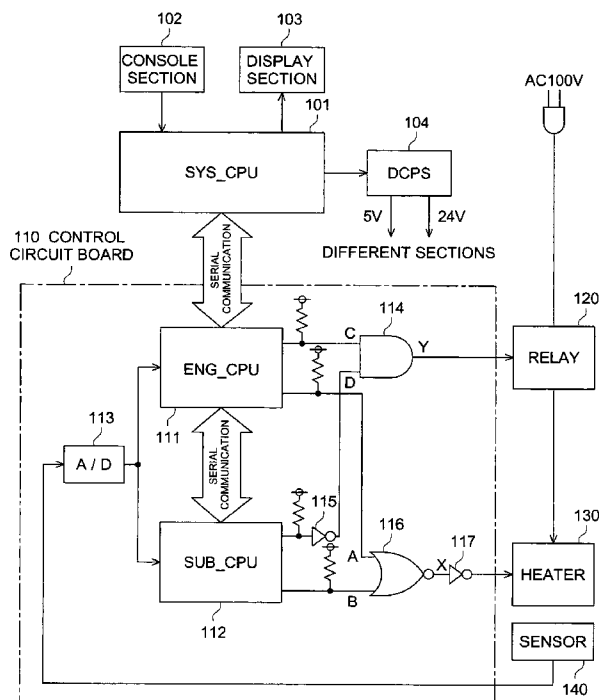 102
103
CONSOLE
SECTION
DISPLAY
SECTION
101
AC100V
104
SYS_CPU
DCPS
5V
24V
110 CONTROL
CIRCUIT BOARD
DIFFERENT SECTIONS
SERIAL
COMMUNICATION
114
120
C
Y
ENG_CPU
RELAY
D
111
113
A / D
SERIAL
COMMUNICATION
115
116
117
130
SUB_CPU
A
X
HEATER
B
112
SENSOR
140